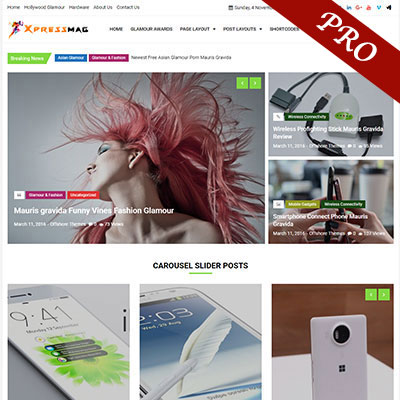 Home Hollywood Glamour Hardware About Us Contact Us
Sunday, 4 November
PRO
XPRESSMAG
HOME GLAMOUR AWARDS PAGE LAYOUT POST LAYOUTS SHORTCODES
Breaking News Asian Glamour Glamour & Fashion Newest Free Asian Glamour Porn Mauris Gravida
Wireless Connectivity
Wireless Profighting Stick Mauris Gravida
Review
March 11, 2016 - Offshore Themes 0 Views
Glamour & Fashion Uncategorized
Mauris gravida Funny Vines Fashion Glamour
March 11, 2016 - Offshore Themes 0 73 Views
Mobile Gadgets Wireless Connectivity
Smartphone Connect Phone Mauris
Gravida
March 11, 2016 - Offshore Themes 0 107 Views
CAROUSEL SLIDER POSTS
9:41